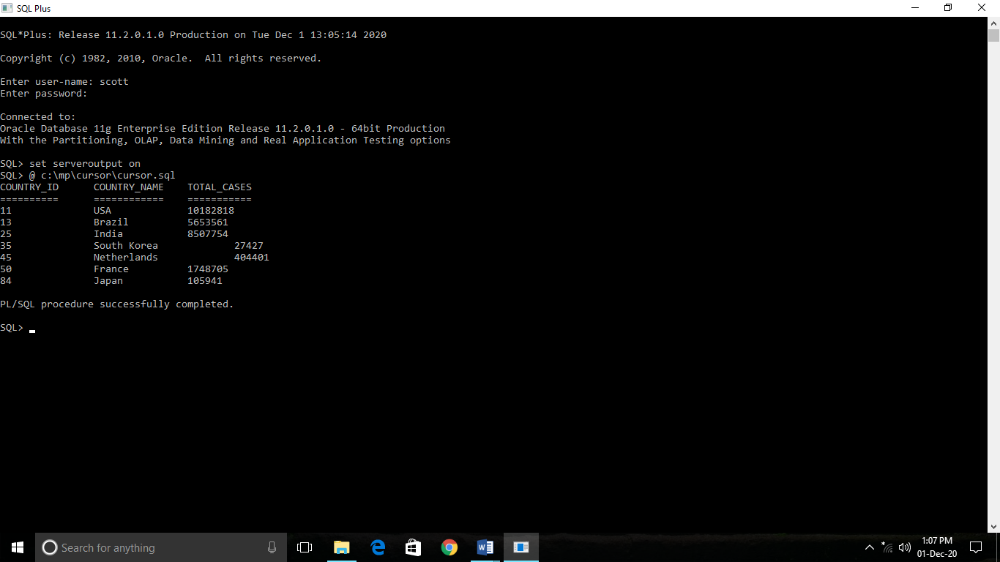 SQL Plus
SQL*Plus: Release 11.2.0.1.0 Production on Tue Dec 1 13:05:14 2020
Copyright (c) 1982, 2010, Oracle.  All rights reserved.
Enter user-name: scott
Enter password:
Connected to:
Oracle Database 11g Enterprise Edition Release 11.2.0.1.0 - 64bit Production
With the Partitioning, OLAP, Data Mining and Real Application Testing options
SQL> set serveroutput on
SQL> @ c:\mp\cursor\cursor.sql
COUNTRY_ID      COUNTRY_NAME    TOTAL_CASES
==========      ============    ===========
11              USA             10182818
13              Brazil          5653561
25              India           8507754
35              South Korea             27427
45              Netherlands             404401
50              France          1748705
84              Japan           105941
PL/SQL procedure successfully completed.
SQL>
Search for anything
1:07 PM
01-Dec-20